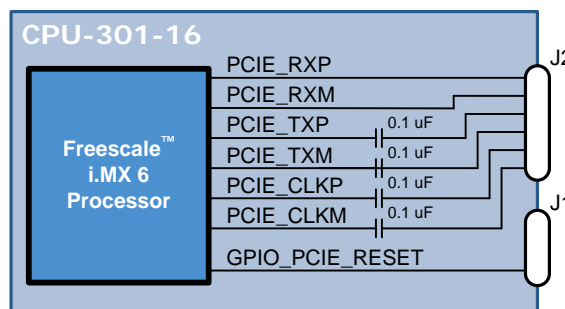 CPU-301-16
Freescale™
i.MX 6
Processor
PCIE_RXP
PCIE_RXM
PCIE_TXP
0.1 uF
PCIE_TXM
0.1 uF
PCIE_CLKP
0.1 uF
PCIE_CLKM
0.1 uF
GPIO_PCIE_RESET
J2
J1